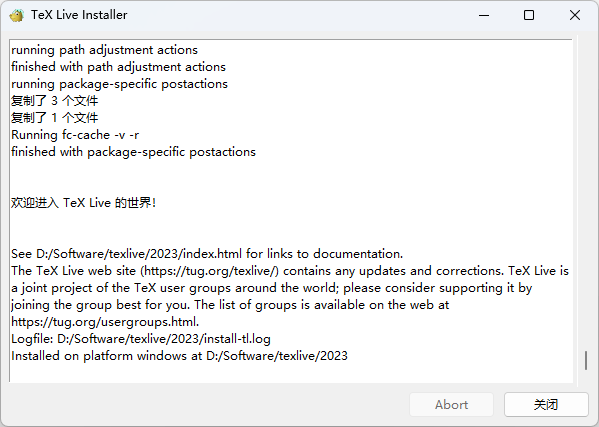 TeX Live Installer
running path adjustment actions
finished with path adjustment actions
running package-specific postactions
复制了 3 个文件
复制了 1 个文件
Running fc-cache -v -r
finished with package-specific postactions
欢迎进入 TeX Live 的世界！
See D:/Software/texlive/2023/index.html for links to documentation.
The TeX Live web site (https://tug.org/texlive/) contains any updates and corrections. TeX Live is
a joint project of the TeX user groups around the world; please consider supporting it by
joining the group best for you. The list of groups is available on the web at
https://tug.org/usergroups.html.
Logfile: D:/Software/texlive/2023/install-tl.log
Installed on platform windows at D:/Software/texlive/2023
Abort
关闭